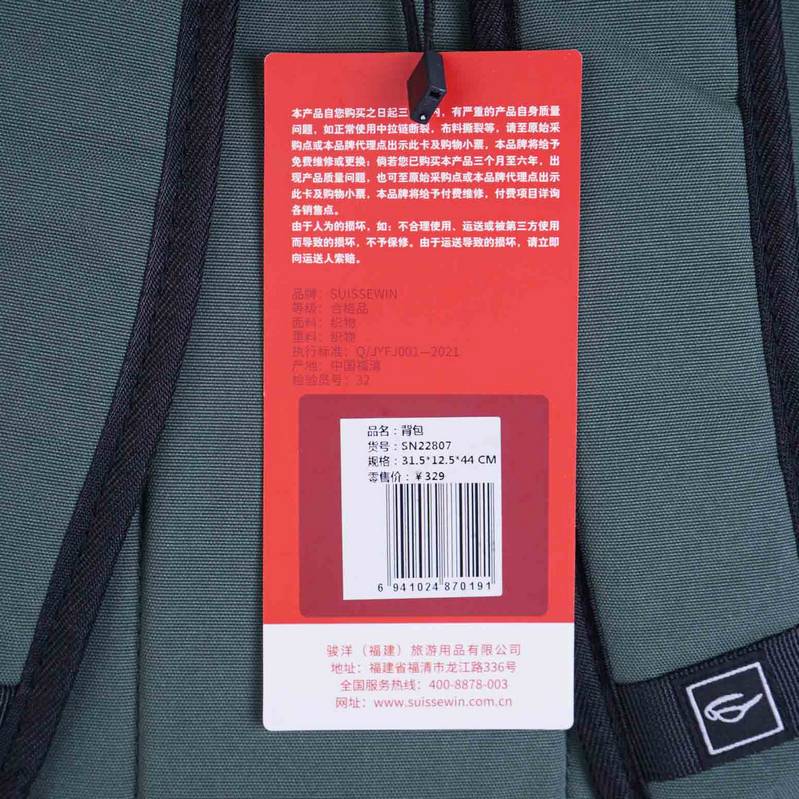 本产品自您购买之日起三 内，有严重的产品自身质量
问题，如正常使用中拉链断裂、布料撕裂等，请至原始采
购点或本品牌代理点出示此卡及购物小票，本品牌将给予
免费维修或更换；倘若您已购买本产品三个月至六年，出
现产品质量问题，也可至原始采购点或本品牌代理点出示
此卡及购物小票，本品牌将给予付费维修，付费项目详询
各销售点。
由于人为的损坏，如：不合理使用、运送或被第三方使用
而导致的损坏，不予保修。由于运送导致的损坏，请立即
向运送人索赔。
品牌：SUISSEWIN
等级：合格品
面料：织物
里料：织物
执行标准：Q/JYFJ001—2021
产地：中国福清
检验员号：32
品名：背包
货号：SN22807
规格：31.5*12.5*44 CM
零售价：￥329
6 941024 870191
骏洋（福建）旅游用品有限公司
地址：福建省福清市龙江路336号
全国服务热线：400-8878-003
网址：www.suissewin.com.cn